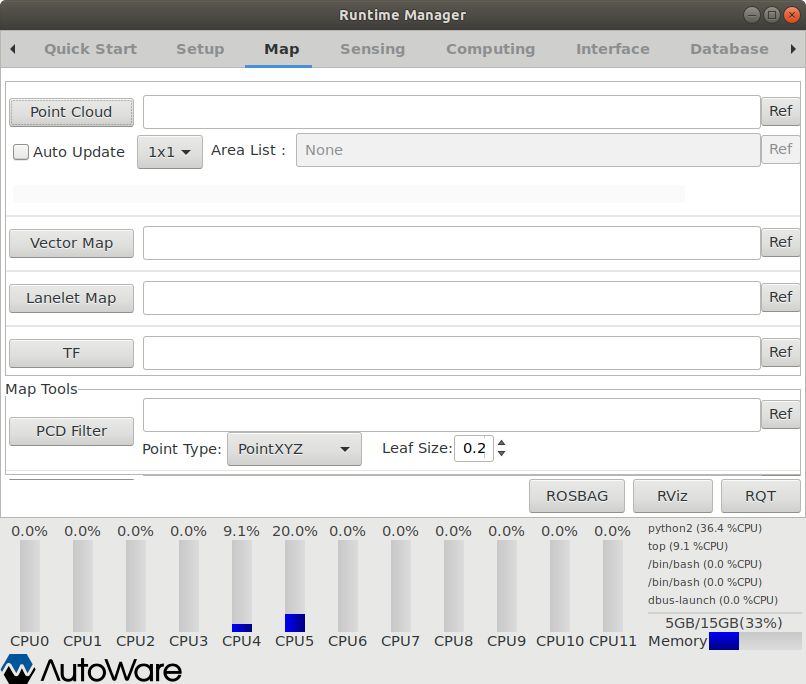 Runtime Manager
Quick Start Setup Map Sensing Computing Interface Database
Point Cloud Ref
Auto Update 1x1 Area List : None Ref
Vector Map Ref
Lanelet Map Ref
TF Ref
Map Tools
PCD Filter Ref
Point Type: PointXYZ Leaf Size: 0.2
ROSBAG RViz RQT
0.0% 0.0% 0.0% 0.0% 9.1% 20.0% 0.0% 0.0% 0.0% 0.0% 0.0% 0.0%
CPU0 CPU1 CPU2 CPU3 CPU4 CPU5 CPU6 CPU7 CPU8 CPU9 CPU10 CPU11
python2 (36.4 %CPU)
top (9.1 %CPU)
/bin/bash (0.0 %CPU)
/bin/bash (0.0 %CPU)
dbus-launch (0.0 %CPU)
5GB/15GB(33%)
Memory
AutoWare